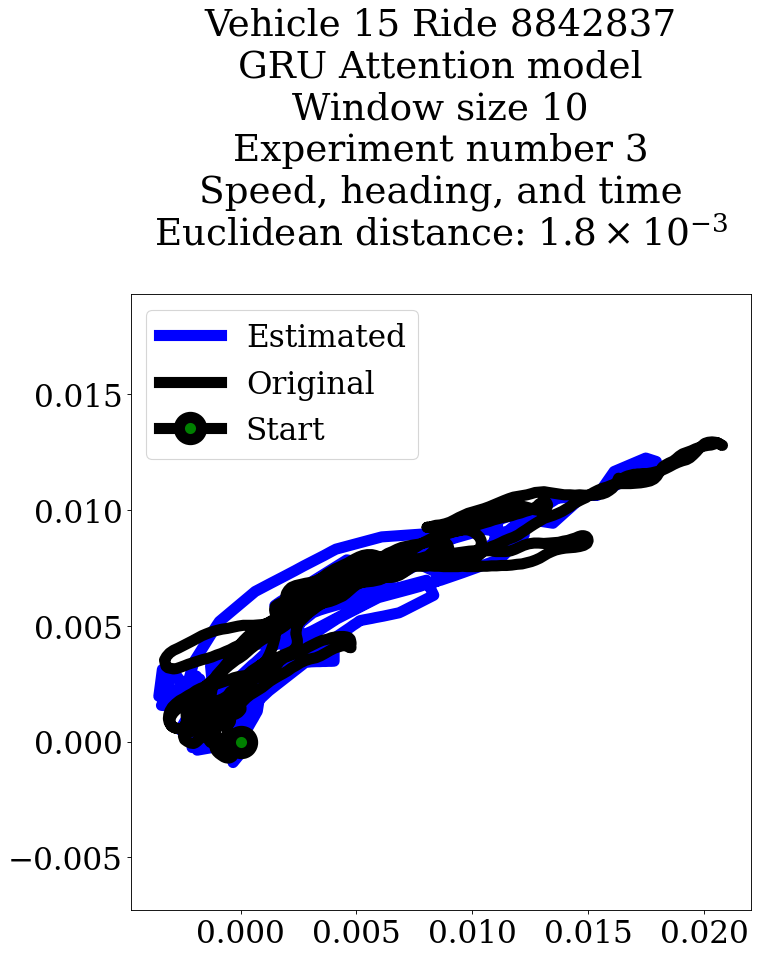 Vehicle 15 Ride 8842837
GRU Attention model
Window size 10
Experiment number 3
Speed, heading, and time
Euclidean distance: 1.8 × 10⁻³
Estimated
Original
Start
0.015
0.010
0.005
0.000
−0.005
0.000 0.005 0.010 0.015 0.020